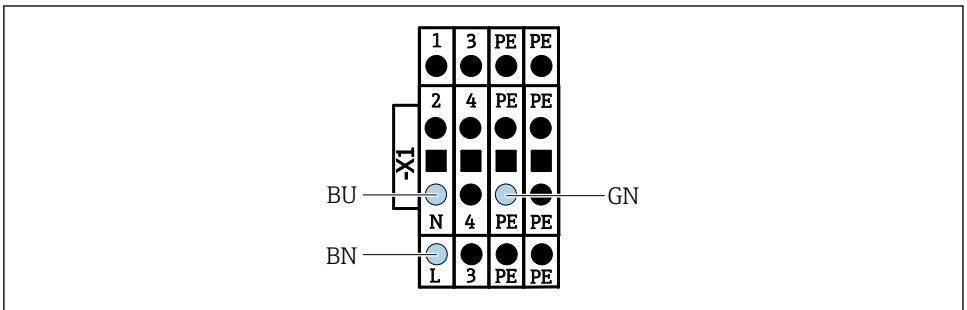 1 3 PE PE
2 4 PE PE
-X1
BU
GN
N 4 PE PE
BN
L 3 PE PE